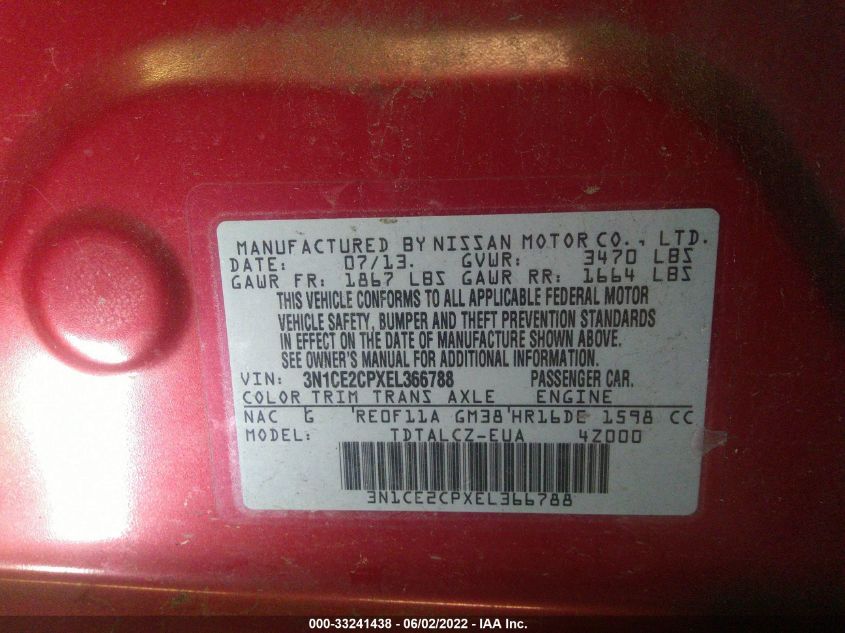 MANUFACTURED BY NISSAN MOTOR CO., LTD.
DATE: 07/13. GVWR: 3470 LBS
GAWR FR: 1867 LBS GAWR RR: 1664 LBS
THIS VEHICLE CONFORMS TO ALL APPLICABLE FEDERAL MOTOR
VEHICLE SAFETY, BUMPER AND THEFT PREVENTION STANDARDS
IN EFFECT ON THE DATE OF MANUFACTURE SHOWN ABOVE.
SEE OWNER'S MANUAL FOR ADDITIONAL INFORMATION.
VIN: 3N1CE2CPXEL366788 PASSENGER CAR.
COLOR TRIM TRANS AXLE ENGINE
NAC G 'RE0F11A GM38'HR16DE 1598 CC
MODEL: TDTALCZ-EUA 4Z000
3N1CE2CPXEL366788
000-33241438 - 06/02/2022 - IAA Inc.